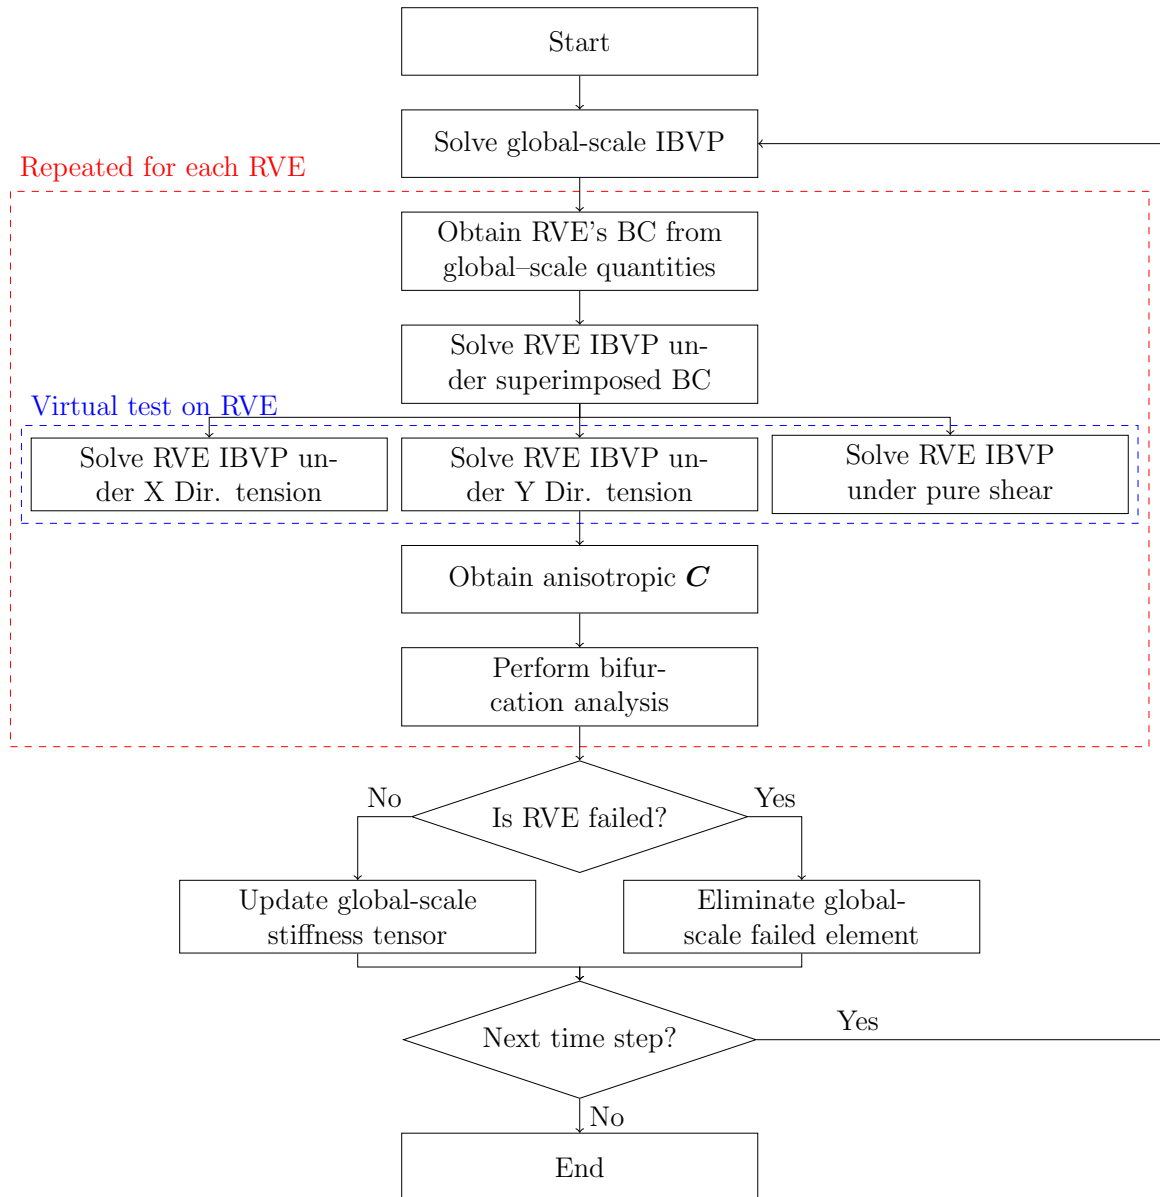 Start
Solve global-scale IBVP
Repeated for each RVE
Obtain RVE's BC from
global–scale quantities
Solve RVE IBVP un-
der superimposed BC
Virtual test on RVE
Solve RVE IBVP un-
der X Dir. tension
Solve RVE IBVP un-
der Y Dir. tension
Solve RVE IBVP
under pure shear
Obtain anisotropic C
Perform bifur-
cation analysis
No
Is RVE failed?
Yes
Update global-scale
stiffness tensor
Eliminate global-
scale failed element
Next time step?
Yes
No
End